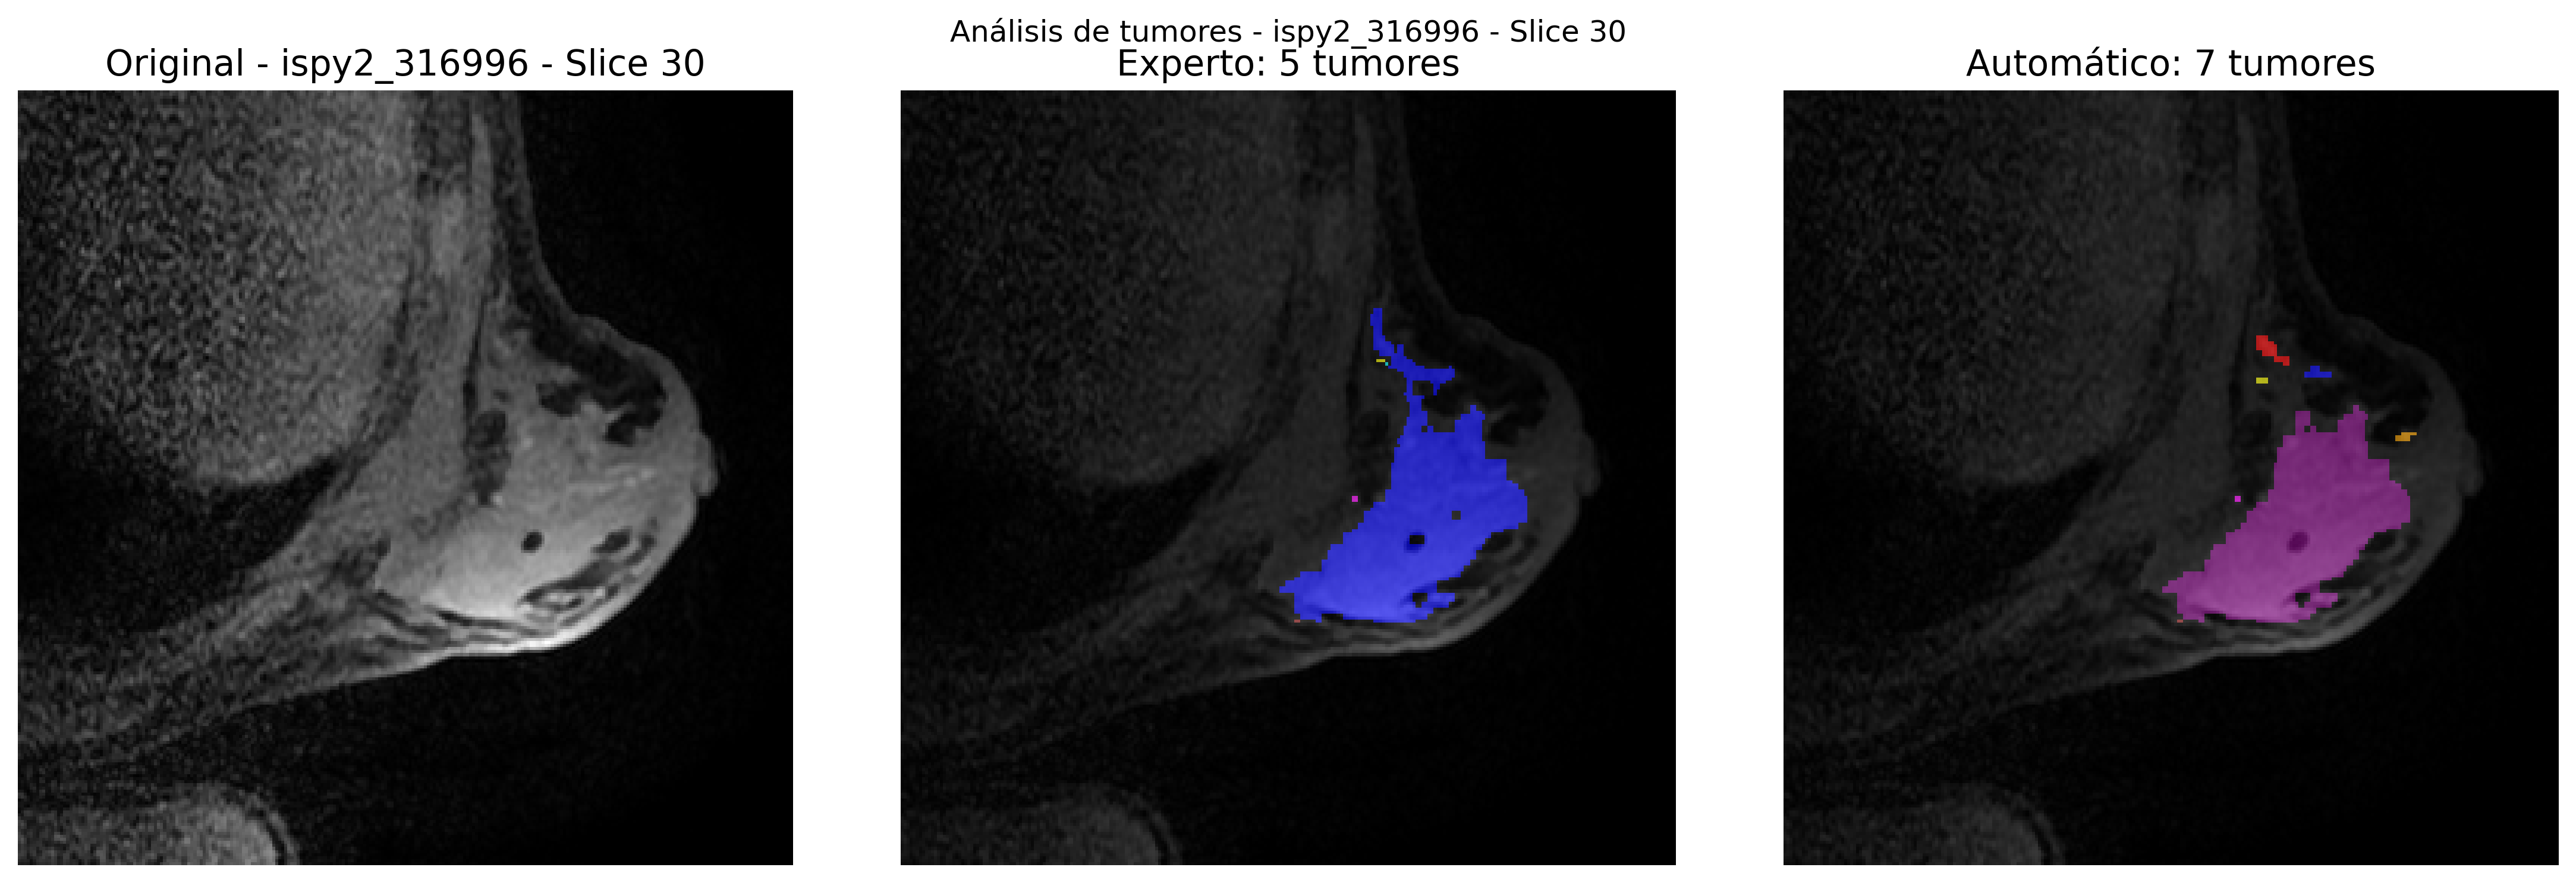 Análisis de tumores - ispy2_316996 - Slice 30
Original - ispy2_316996 - Slice 30
Experto: 5 tumores
Automático: 7 tumores